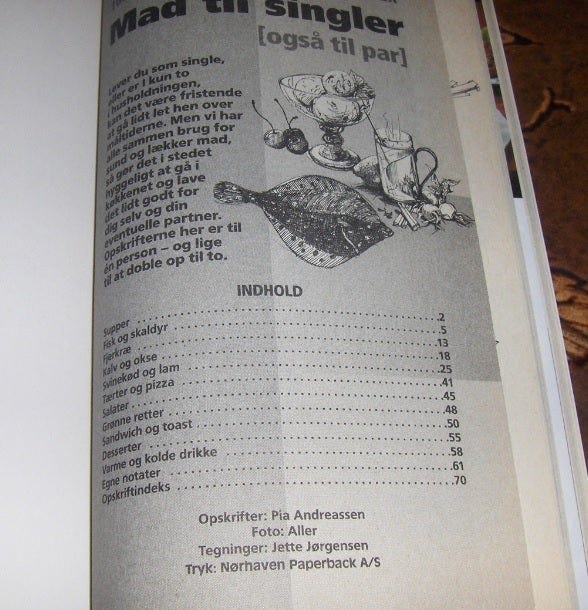 Mad til singler
[også til par]
Lever du som single,
eller er I kun to
i husholdningen,
kan det være fristende
at gå lidt let hen over
måltiderne. Men vi har
alle sammen brug for
sund og lækker mad,
så gør det i stedet
hyggeligt at gå i
køkkenet og lave
det lidt godt for
dig selv og din
eventuelle partner.
Opskrifterne her er til
én person – og lige
til at doble op til to.
INDHOLD
Supper .......... 2
Fisk og skaldyr .......... 5
Fjerkræ .......... 13
Kalv og okse .......... 18
Svinekød og lam .......... 25
Tærter og pizza .......... 41
Salater .......... 45
Grønne retter .......... 48
Sandwich og toast .......... 50
Desserter .......... 55
Varme og kolde drikke .......... 58
Egne notater .......... 61
Opskriftindeks .......... 70
Opskrifter: Pia Andreassen
Foto: Aller
Tegninger: Jette Jørgensen
Tryk: Nørhaven Paperback A/S